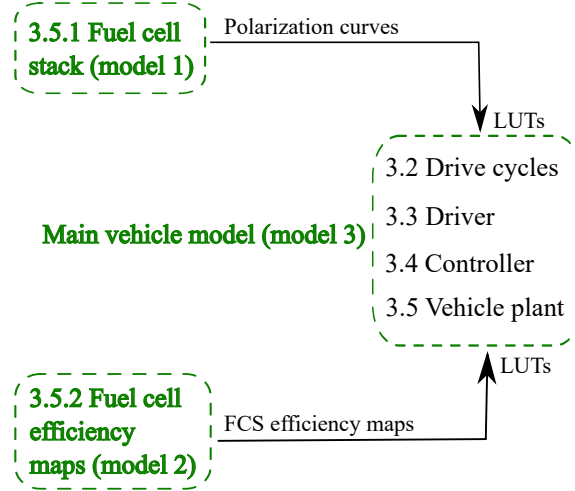 3.5.1 Fuel cell
stack (model 1)
Polarization curves
LUTs
3.2 Drive cycles
3.3 Driver
3.4 Controller
3.5 Vehicle plant
Main vehicle model (model 3)
LUTs
3.5.2 Fuel cell
efficiency
maps (model 2)
FCS efficiency maps